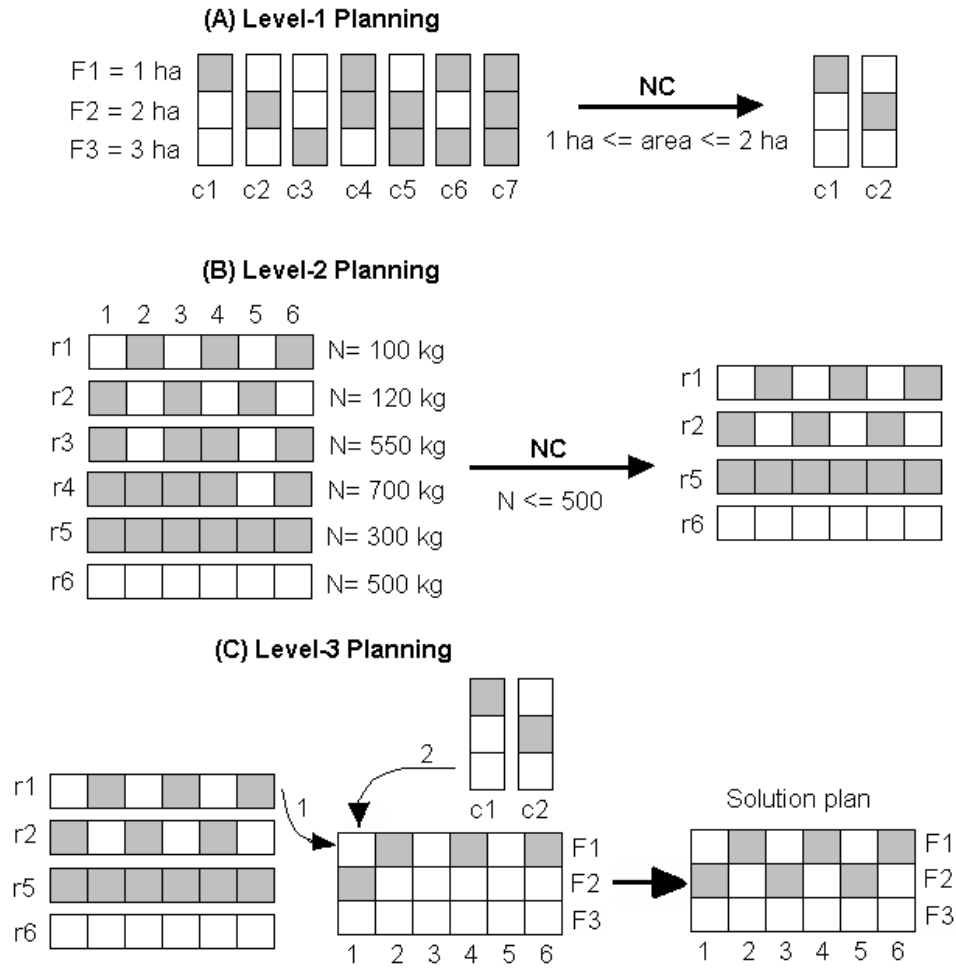 (A) Level-1 Planning
F1 = 1 ha
F2 = 2 ha
F3 = 3 ha
c1 c2 c3 c4 c5 c6 c7
NC
1 ha <= area <= 2 ha
c1 c2
(B) Level-2 Planning
1 2 3 4 5 6
r1 N= 100 kg
r2 N= 120 kg
r3 N= 550 kg
r4 N= 700 kg
r5 N= 300 kg
r6 N= 500 kg
NC
N <= 500
r1
r2
r5
r6
(C) Level-3 Planning
r1
r2
r5
r6
1
2
c1 c2
F1
F2
F3
1 2 3 4 5 6
Solution plan
F1
F2
F3
1 2 3 4 5 6